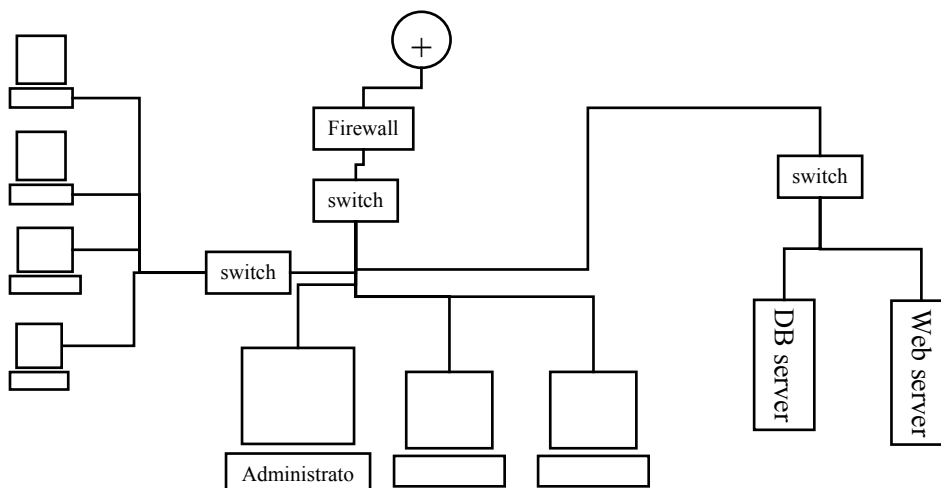 Firewall
switch
switch
switch
DB server
Web server
Administrato